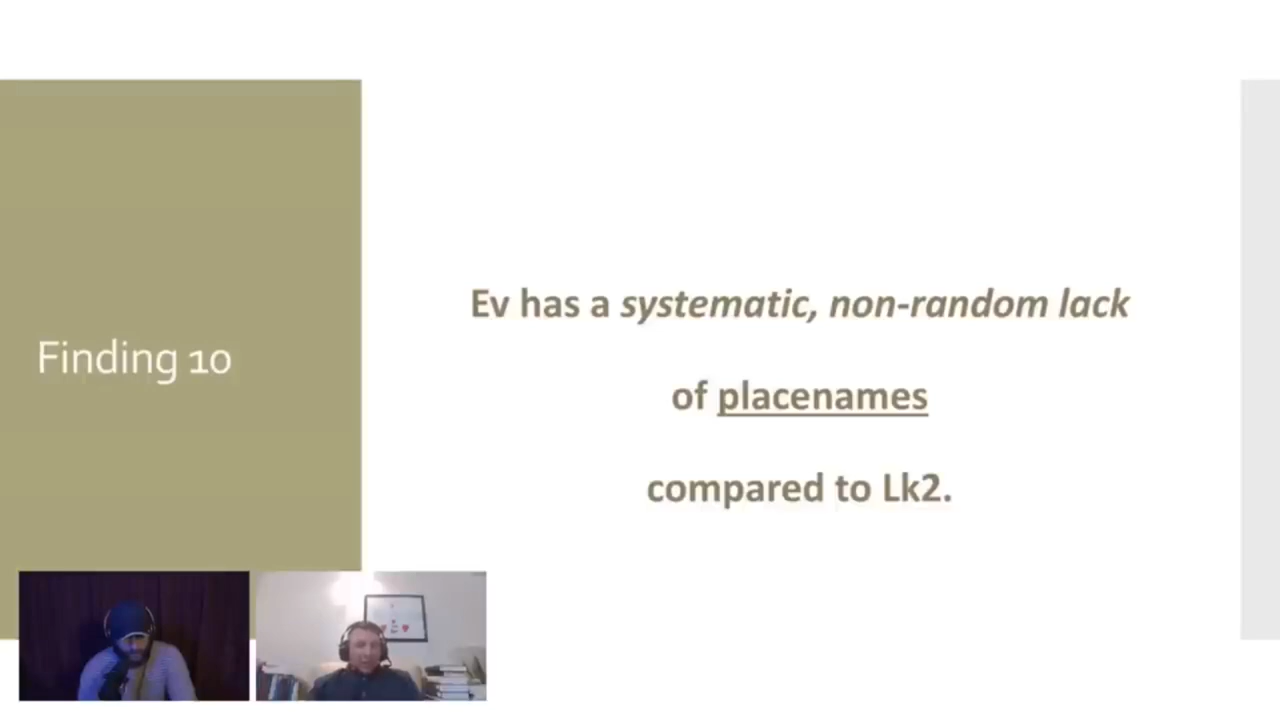 Finding 10
Ev has a systematic, non-random lack
of placenames
compared to Lk2.